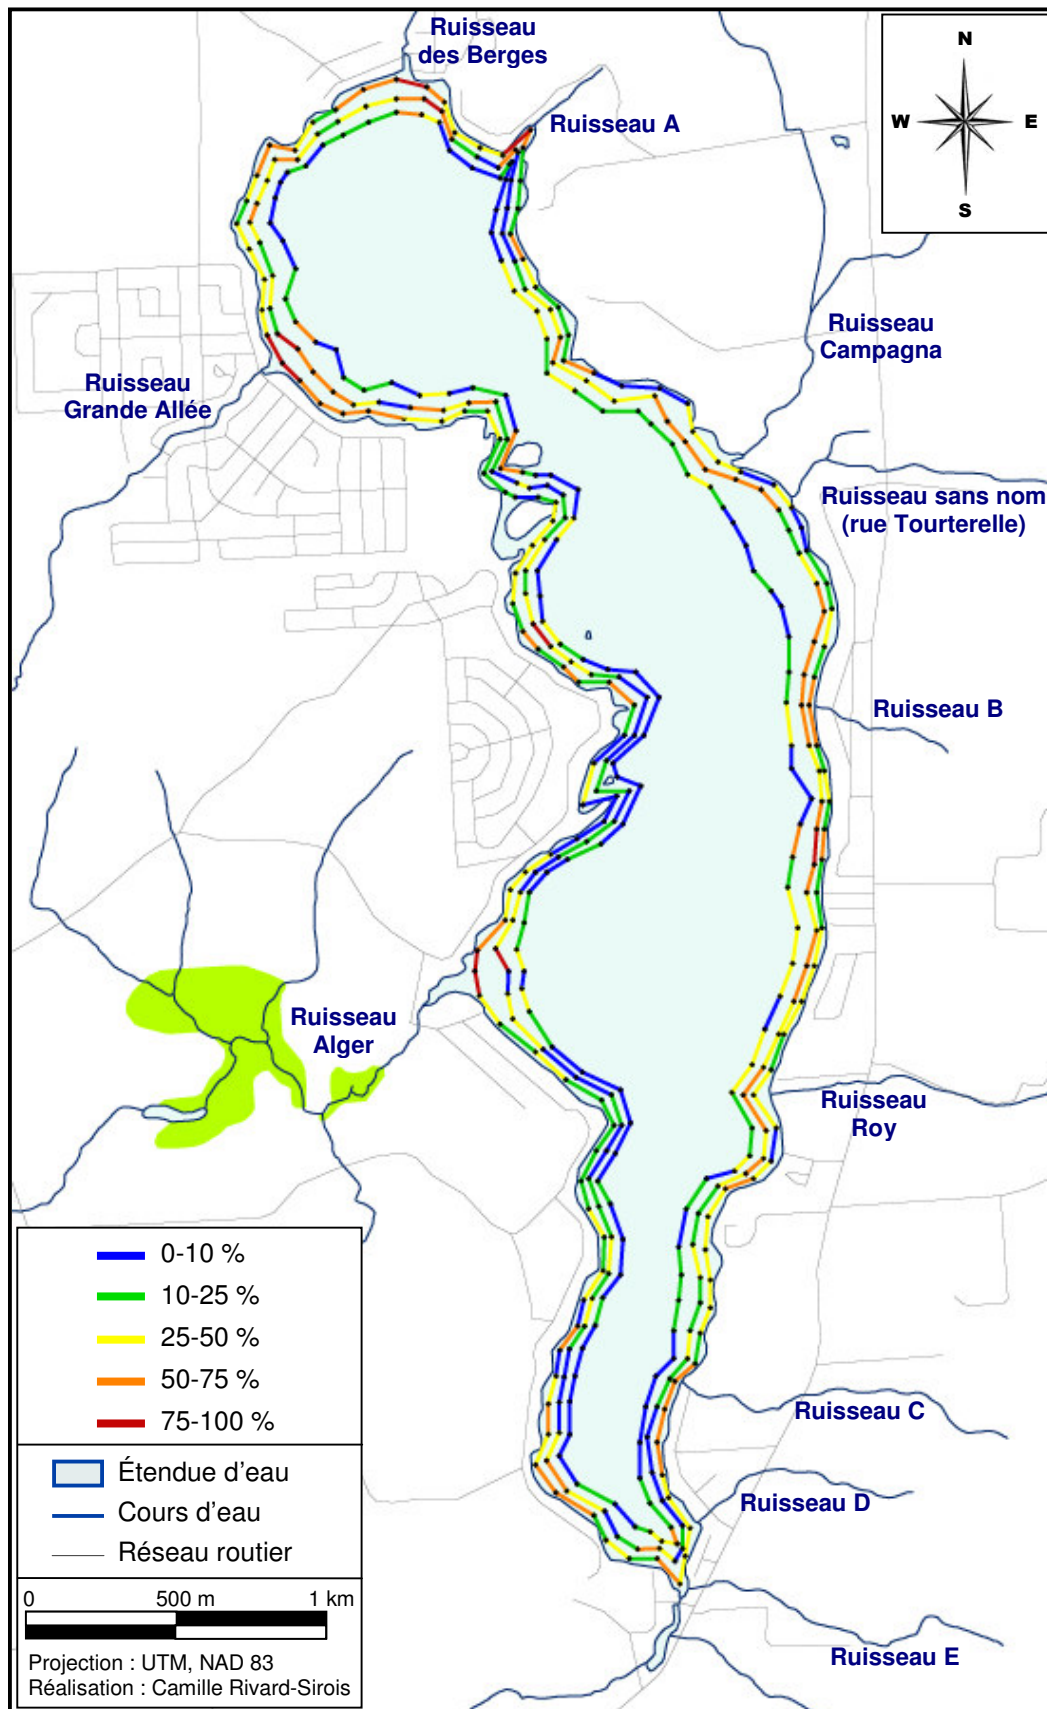 Ruisseau
des Berges
N
W
E
S
Ruisseau A
Ruisseau
Campagna
Ruisseau
Grande Allée
Ruisseau sans nom
(rue Tourterelle)
Ruisseau B
Ruisseau
Alger
Ruisseau
Roy
0-10 %
10-25 %
25-50 %
50-75 %
75-100 %
Ruisseau C
Étendue d'eau
Cours d'eau
Réseau routier
Ruisseau D
0 500 m 1 km
Ruisseau E
Projection : UTM, NAD 83
Réalisation : Camille Rivard-Sirois